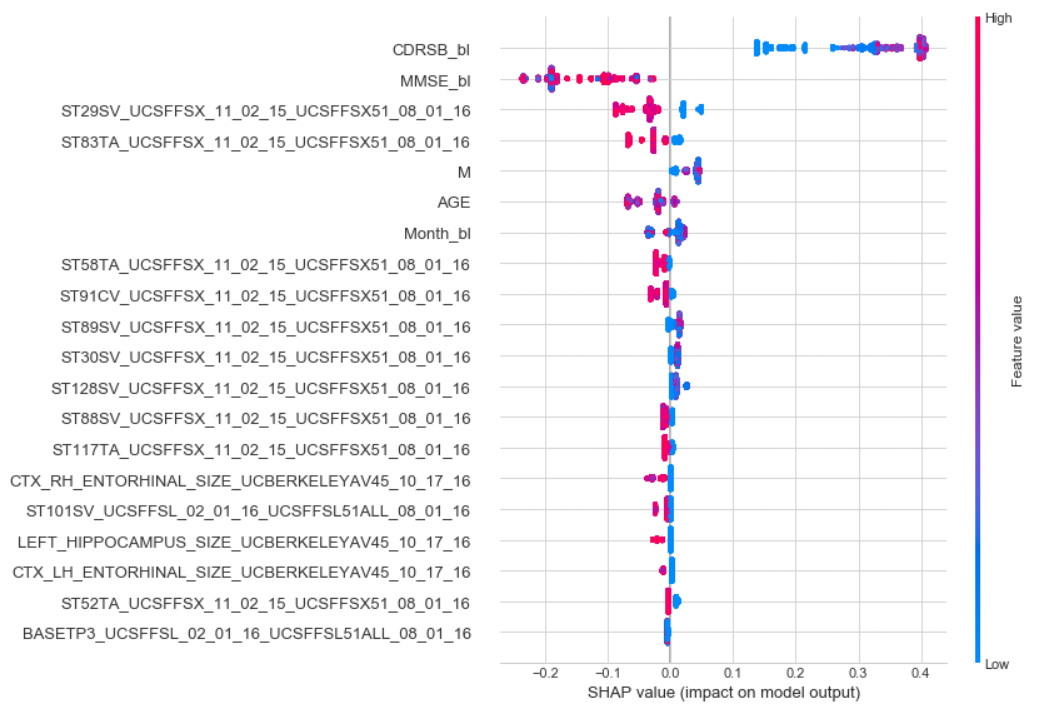 High
CDRSB_bl
MMSE_bl
ST29SV_UCSFFSX_11_02_15_UCSFFSX51_08_01_16
ST83TA_UCSFFSX_11_02_15_UCSFFSX51_08_01_16
M
AGE
Month_bl
ST58TA_UCSFFSX_11_02_15_UCSFFSX51_08_01_16
ST91CV_UCSFFSX_11_02_15_UCSFFSX51_08_01_16
ST89SV_UCSFFSX_11_02_15_UCSFFSX51_08_01_16
ST30SV_UCSFFSX_11_02_15_UCSFFSX51_08_01_16
ST128SV_UCSFFSX_11_02_15_UCSFFSX51_08_01_16
ST88SV_UCSFFSX_11_02_15_UCSFFSX51_08_01_16
ST117TA_UCSFFSX_11_02_15_UCSFFSX51_08_01_16
CTX_RH_ENTORHINAL_SIZE_UCBERKELEYAV45_10_17_16
ST101SV_UCSFFSL_02_01_16_UCSFFSL51ALL_08_01_16
LEFT_HIPPOCAMPUS_SIZE_UCBERKELEYAV45_10_17_16
CTX_LH_ENTORHINAL_SIZE_UCBERKELEYAV45_10_17_16
ST52TA_UCSFFSX_11_02_15_UCSFFSX51_08_01_16
BASETP3_UCSFFSL_02_01_16_UCSFFSL51ALL_08_01_16
Feature value
Low
−0.2 −0.1 0.0 0.1 0.2 0.3 0.4
SHAP value (impact on model output)